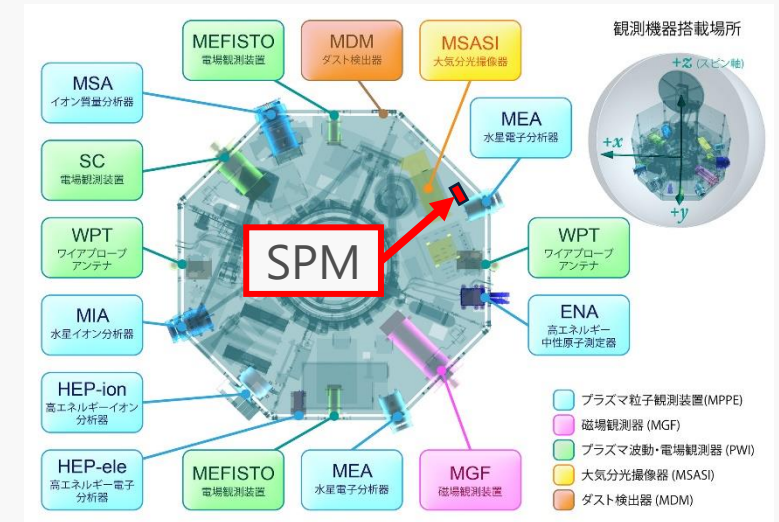 MEFISTO
電場観測装置
MDM
ダスト検出器
MSASI
大気分光撮像器
観測機器搭載場所
+z (スピン軸)
+x
+y
MSA
イオン質量分析器
MEA
水星電子分析器
SC
電場観測装置
WPT
ワイアプローブ
アンテナ
SPM
WPT
ワイアプローブ
アンテナ
MIA
水星イオン分析器
ENA
高エネルギー
中性原子測定器
HEP-ion
高エネルギーイオン
分析器
HEP-ele
高エネルギー電子
分析器
MEFISTO
電場観測装置
MEA
水星電子分析器
MGF
磁場観測装置
プラズマ粒子観測装置(MPPE)
磁場観測器 (MGF)
プラズマ波動・電場観測器 (PWI)
大気分光撮像器 (MSASI)
ダスト検出器 (MDM)